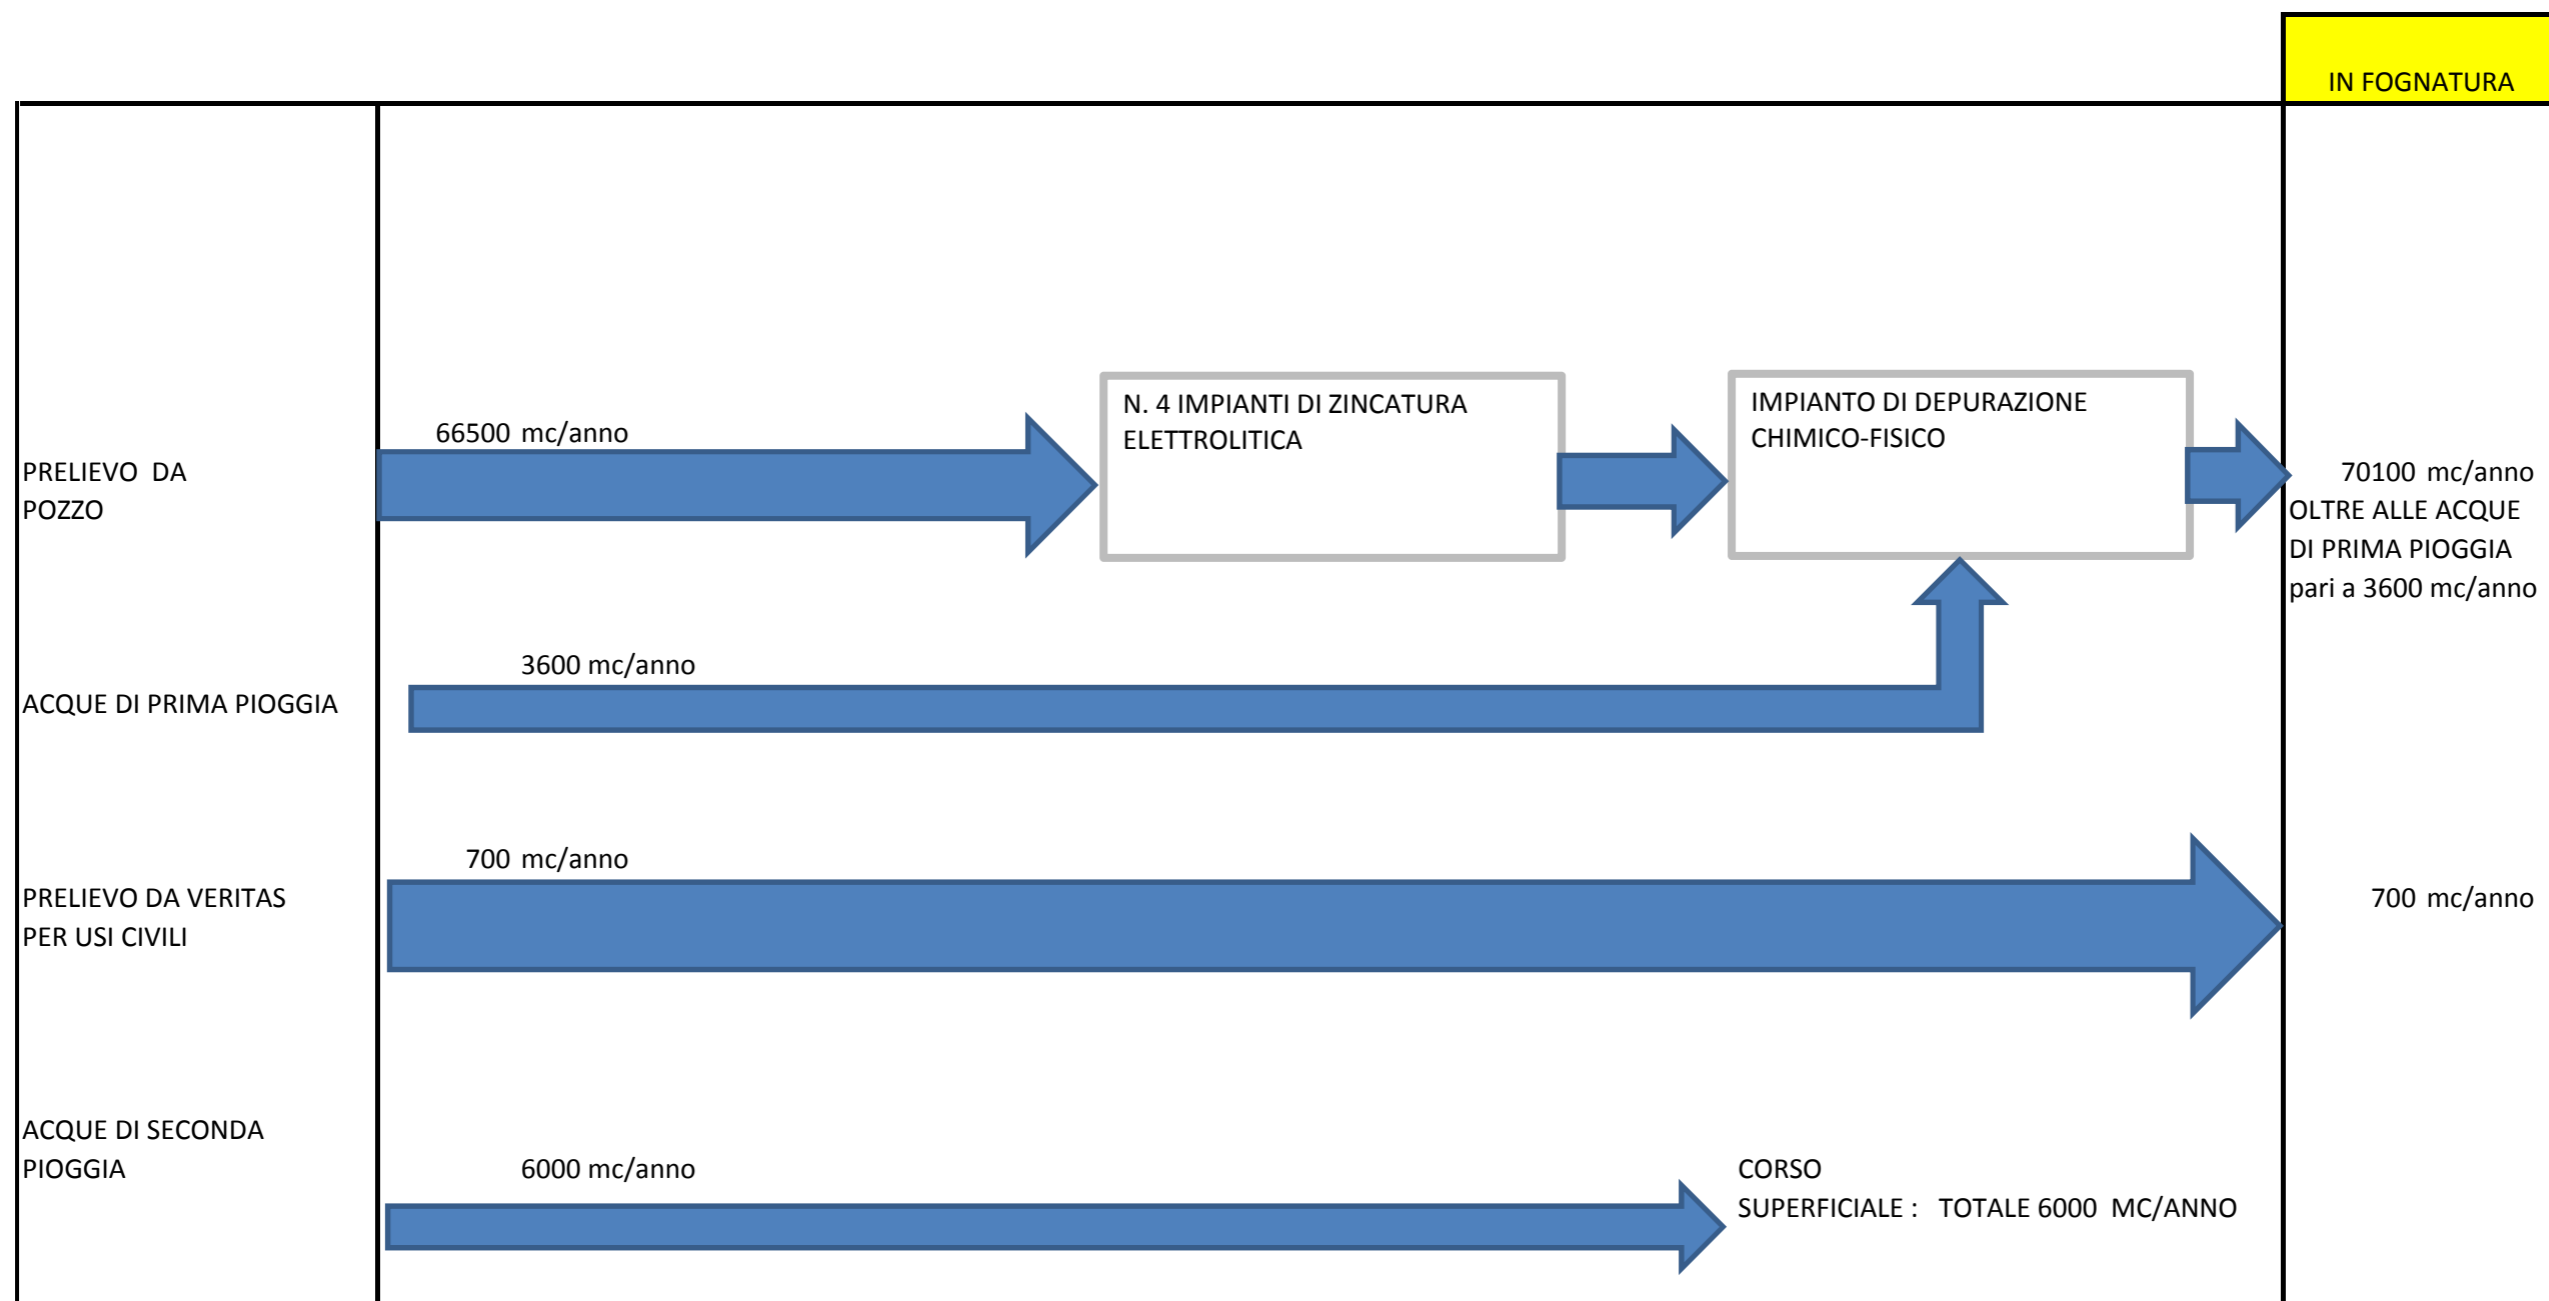 IN FOGNATURA
66500 mc/anno
N. 4 IMPIANTI DI ZINCATURA
ELETTROLITICA
IMPIANTO DI DEPURAZIONE
CHIMICO-FISICO
PRELIEVO DA
POZZO
70100 mc/anno
OLTRE ALLE ACQUE
DI PRIMA PIOGGIA
pari a 3600 mc/anno
3600 mc/anno
ACQUE DI PRIMA PIOGGIA
700 mc/anno
PRELIEVO DA VERITAS
PER USI CIVILI
700 mc/anno
ACQUE DI SECONDA
PIOGGIA
6000 mc/anno
CORSO
SUPERFICIALE : TOTALE 6000 MC/ANNO